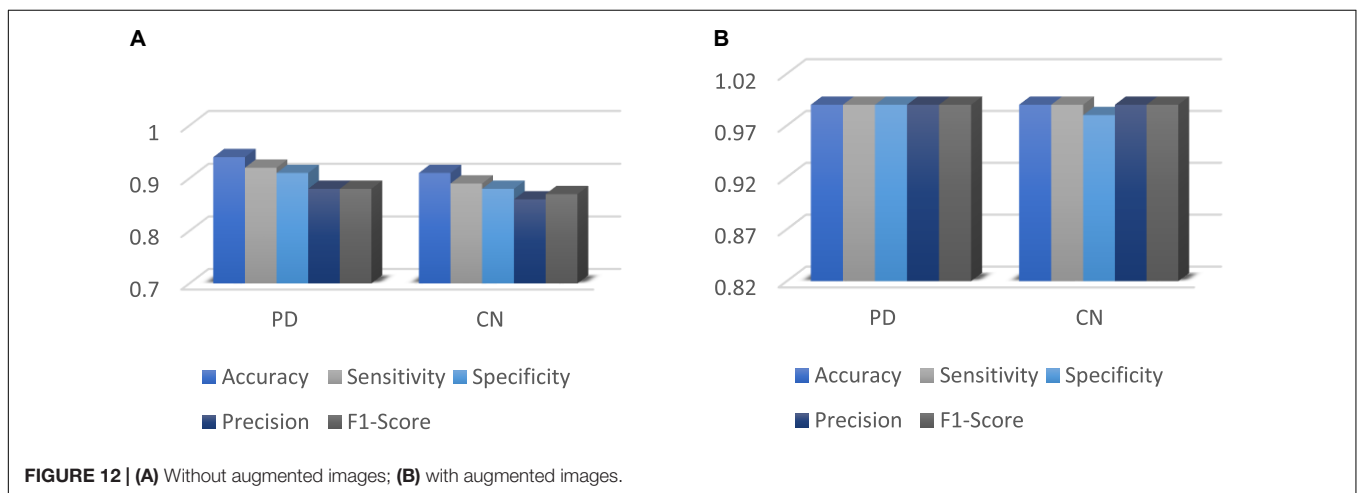 A
1
0.9
0.8
0.7
PD CN
Accuracy Sensitivity Specificity
Precision F1-Score
B
1.02
0.97
0.92
0.87
0.82
PD CN
Accuracy Sensitivity Specificity
Precision F1-Score
FIGURE 12 | (A) Without augmented images; (B) with augmented images.